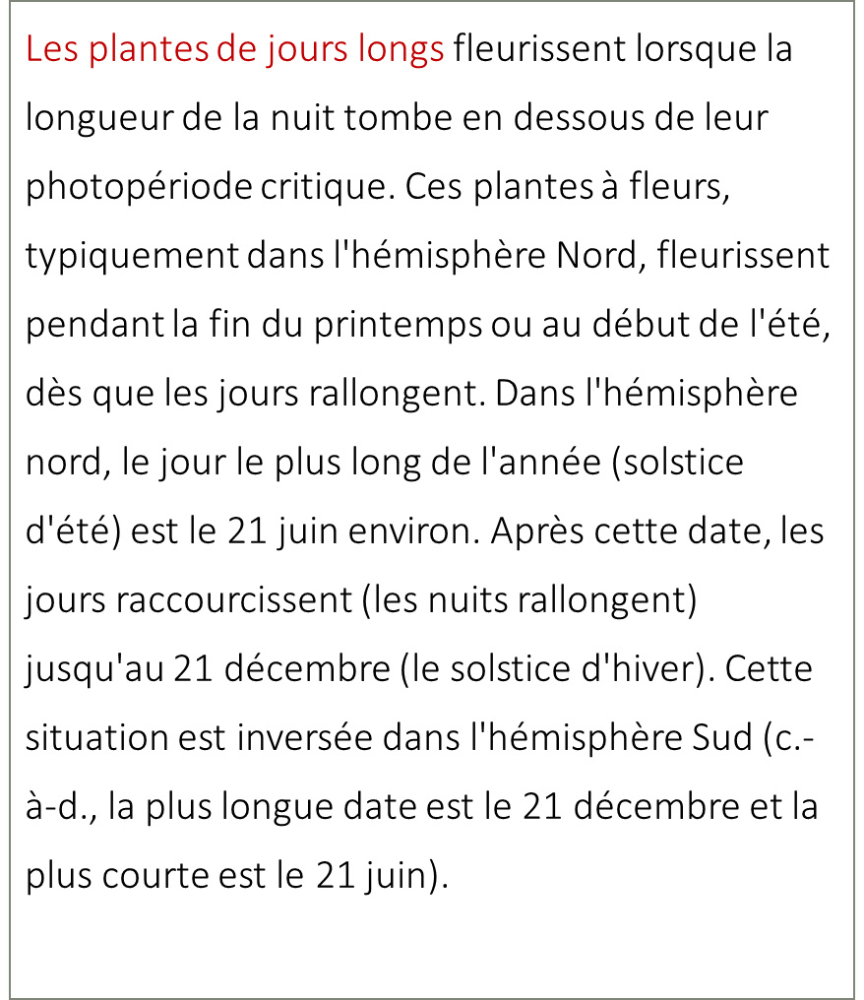 Les plantes de jours longs fleurissent lorsque la
longueur de la nuit tombe en dessous de leur
photopériode critique. Ces plantes à fleurs,
typiquement dans l'hémisphère Nord, fleurissent
pendant la fin du printemps ou au début de l'été,
dès que les jours rallongent. Dans l'hémisphère
nord, le jour le plus long de l'année (solstice
d'été) est le 21 juin environ. Après cette date, les
jours raccourcissent (les nuits rallongent)
jusqu'au 21 décembre (le solstice d'hiver). Cette
situation est inversée dans l'hémisphère Sud (c.-
à-d., la plus longue date est le 21 décembre et la
plus courte est le 21 juin).